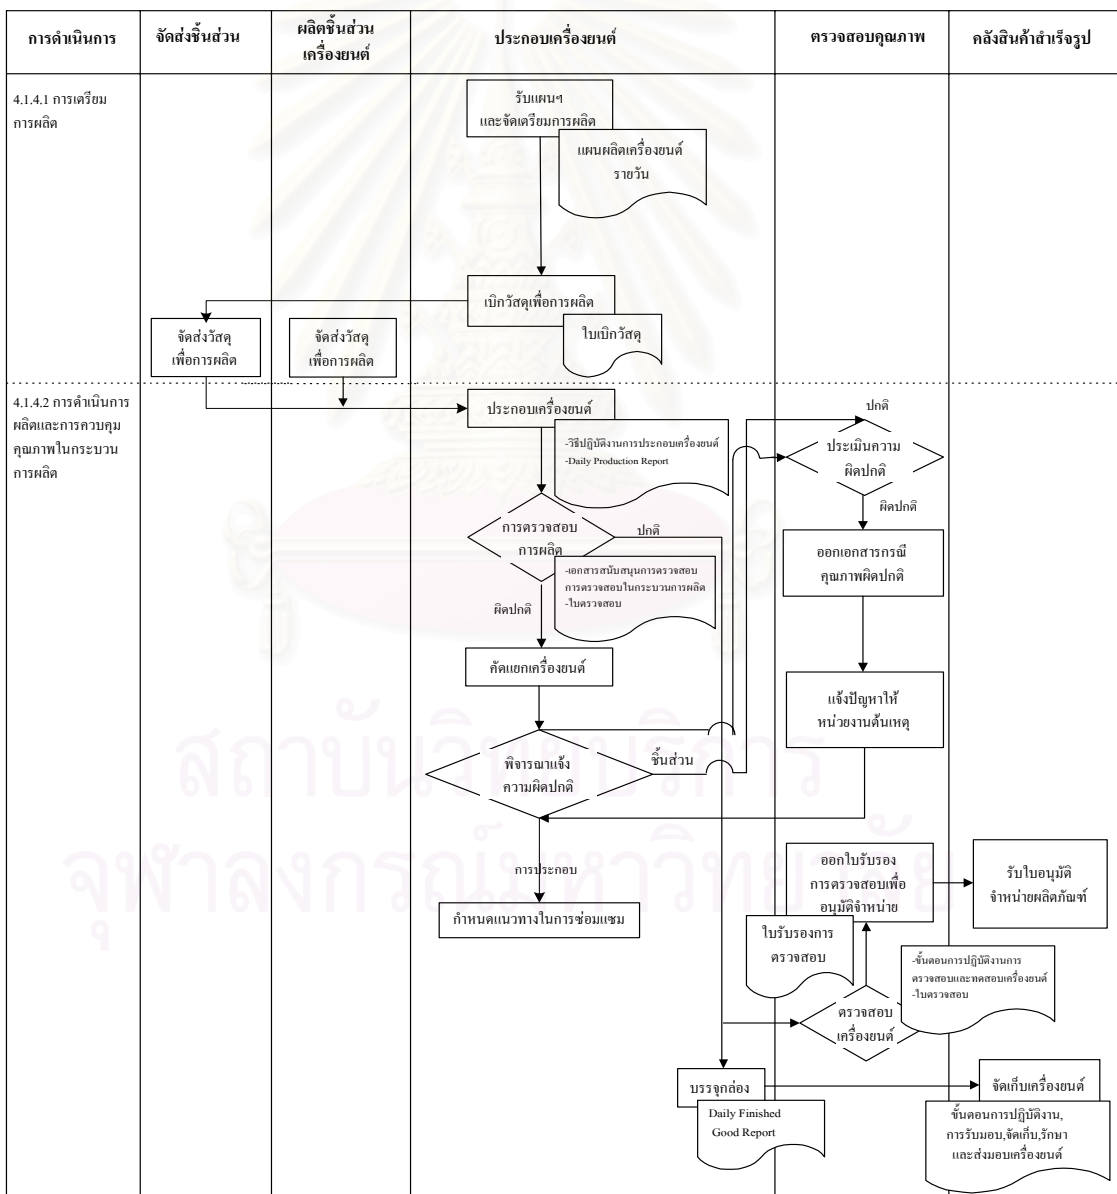 การดำเนินการ
จัดส่งชิ้นส่วน
ผลิตชิ้นส่วน
เครื่องยนต์
ประกอบเครื่องยนต์
ตรวจสอบคุณภาพ
คลังสินค้าสำเร็จรูป
4.1.4.1 การเตรียม
การผลิต
รับแผนฯ
และจัดเตรียมการผลิต
แผนผลิตเครื่องยนต์
รายวัน
เบิกวัสดุเพื่อการผลิต
ใบเบิกวัสดุ
จัดส่งวัสดุ
เพื่อการผลิต
จัดส่งวัสดุ
เพื่อการผลิต
4.1.4.2 การดำเนินการ
ผลิตและการควบคุม
คุณภาพในกระบวน
การผลิต
ประกอบเครื่องยนต์
-วิธีปฏิบัติงานการประกอบเครื่องยนต์
-Daily Production Report
ปกติ
ประเมินความ
ผิดปกติ
ผิดปกติ
การตรวจสอบ
การผลิต
ปกติ
-เอกสารสนับสนุนการตรวจสอบ
การตรวจสอบในกระบวนการผลิต
-ใบตรวจสอบ
ผิดปกติ
ออกเอกสารกรณี
คุณภาพผิดปกติ
คัดแยกเครื่องยนต์
แจ้งปัญหาให้
หน่วยงานต้นเหตุ
พิจารณาแจ้ง
ความผิดปกติ
ชิ้นส่วน
สถาบันวิทยบริการ
จุฬาลงกรณ์มหาวิทยาลัย
การประกอบ
กำหนดแนวทางในการซ่อมแซม
ออกใบรับรอง
การตรวจสอบเพื่อ
อนุมัติจำหน่าย
รับใบอนุมัติ
จำหน่ายผลิตภัณฑ์
ใบรับรองการ
ตรวจสอบ
-ขั้นตอนการปฏิบัติงานการ
ตรวจสอบและทดสอบเครื่องยนต์
-ใบตรวจสอบ
ตรวจสอบ
เครื่องยนต์
บรรจุกล่อง
Daily Finished
Good Report
จัดเก็บเครื่องยนต์
ขั้นตอนการปฏิบัติงาน,
การรับมอบ,จัดเก็บ,รักษา
และส่งมอบเครื่องยนต์